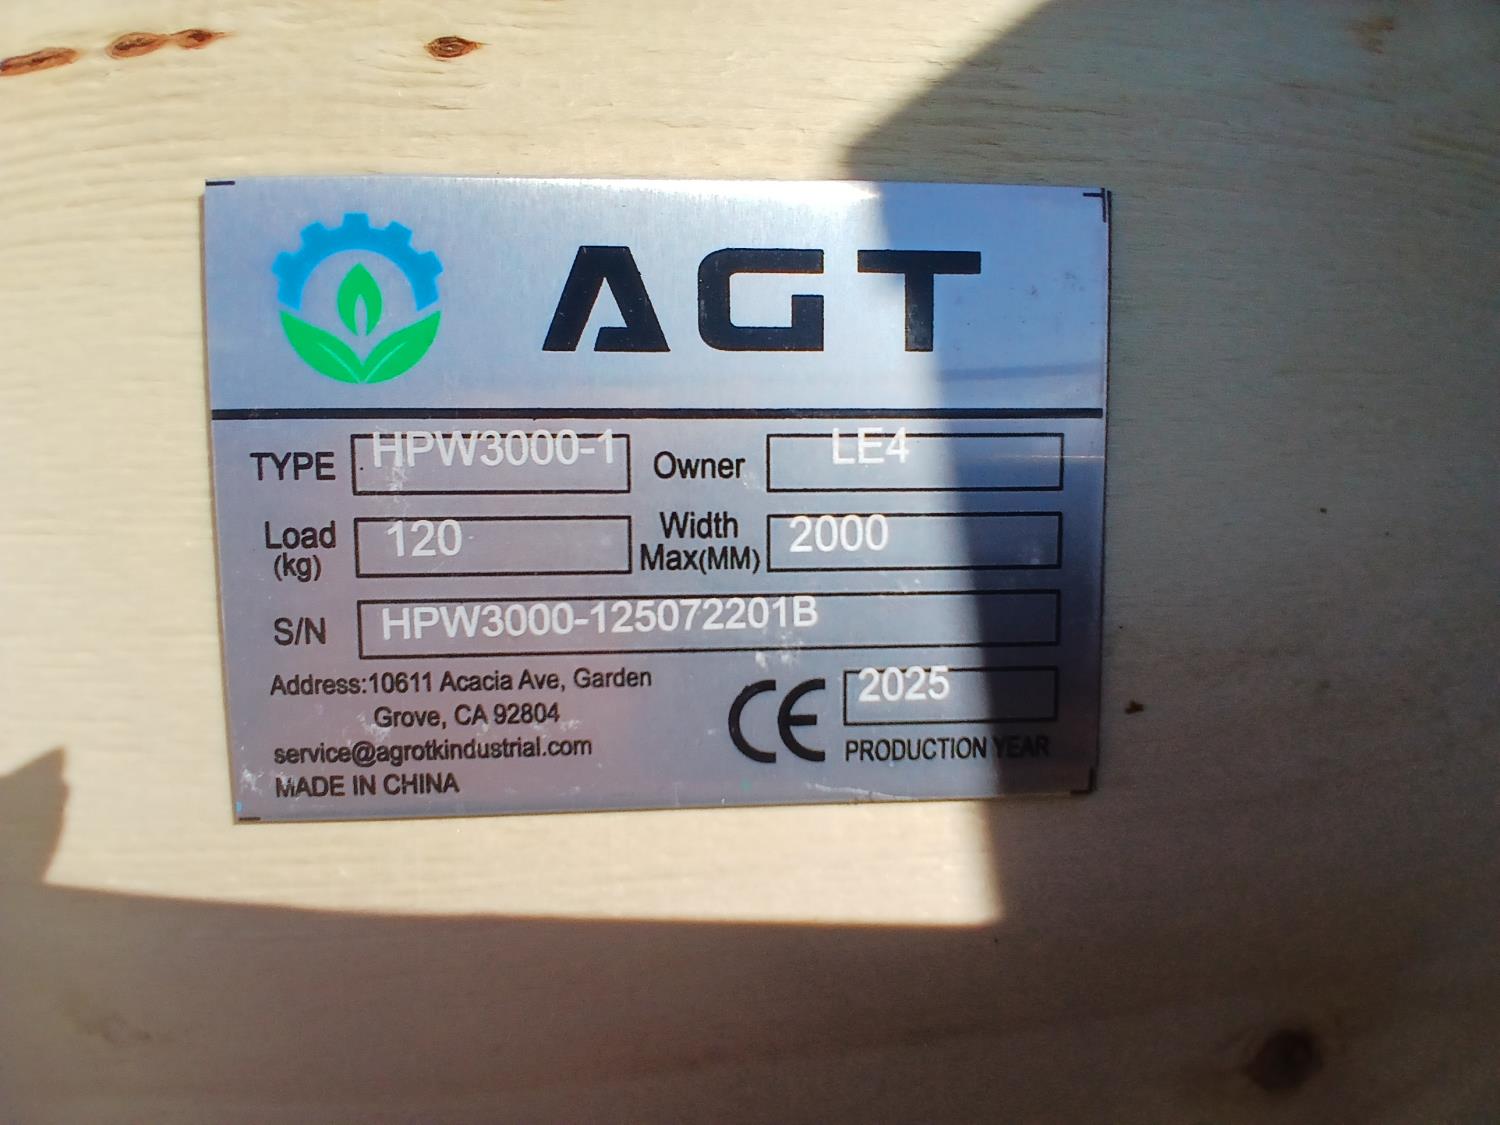 AGT
TYPE HPW3000-1 Owner LE4
Load (kg) 120 Width Max(MM) 2000
S/N HPW3000-125072201B
Address:10611 Acacia Ave, Garden
Grove, CA 92804
service@agrotkindustrial.com
MADE IN CHINA
CE 2025
PRODUCTION YEAR